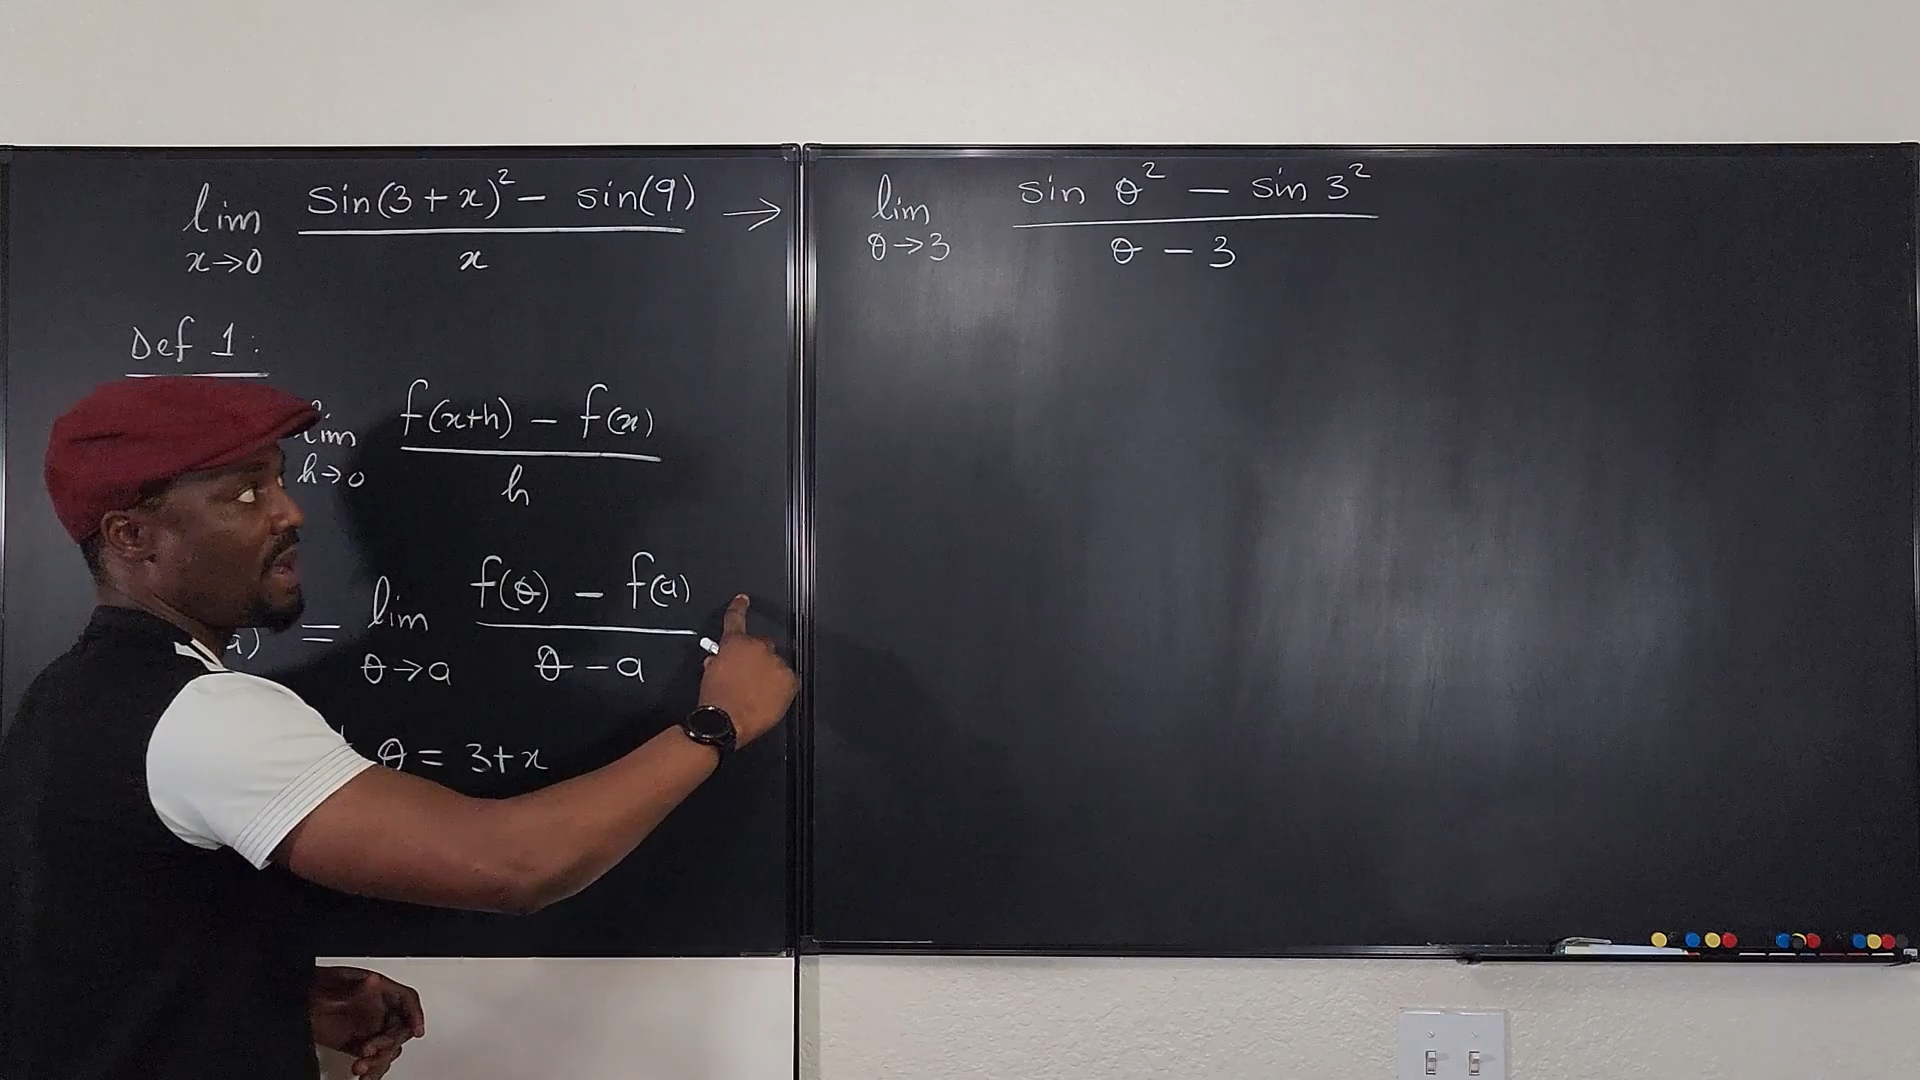 lim sin(3+x)² - sin(9) →
x→0 x
lim sin θ² - sin 3²
θ→3 θ - 3
Def 1:
lim f(x+h) - f(x)
h→0 h
a) = lim f(θ) - f(a)
θ→a θ - a
θ = 3+x